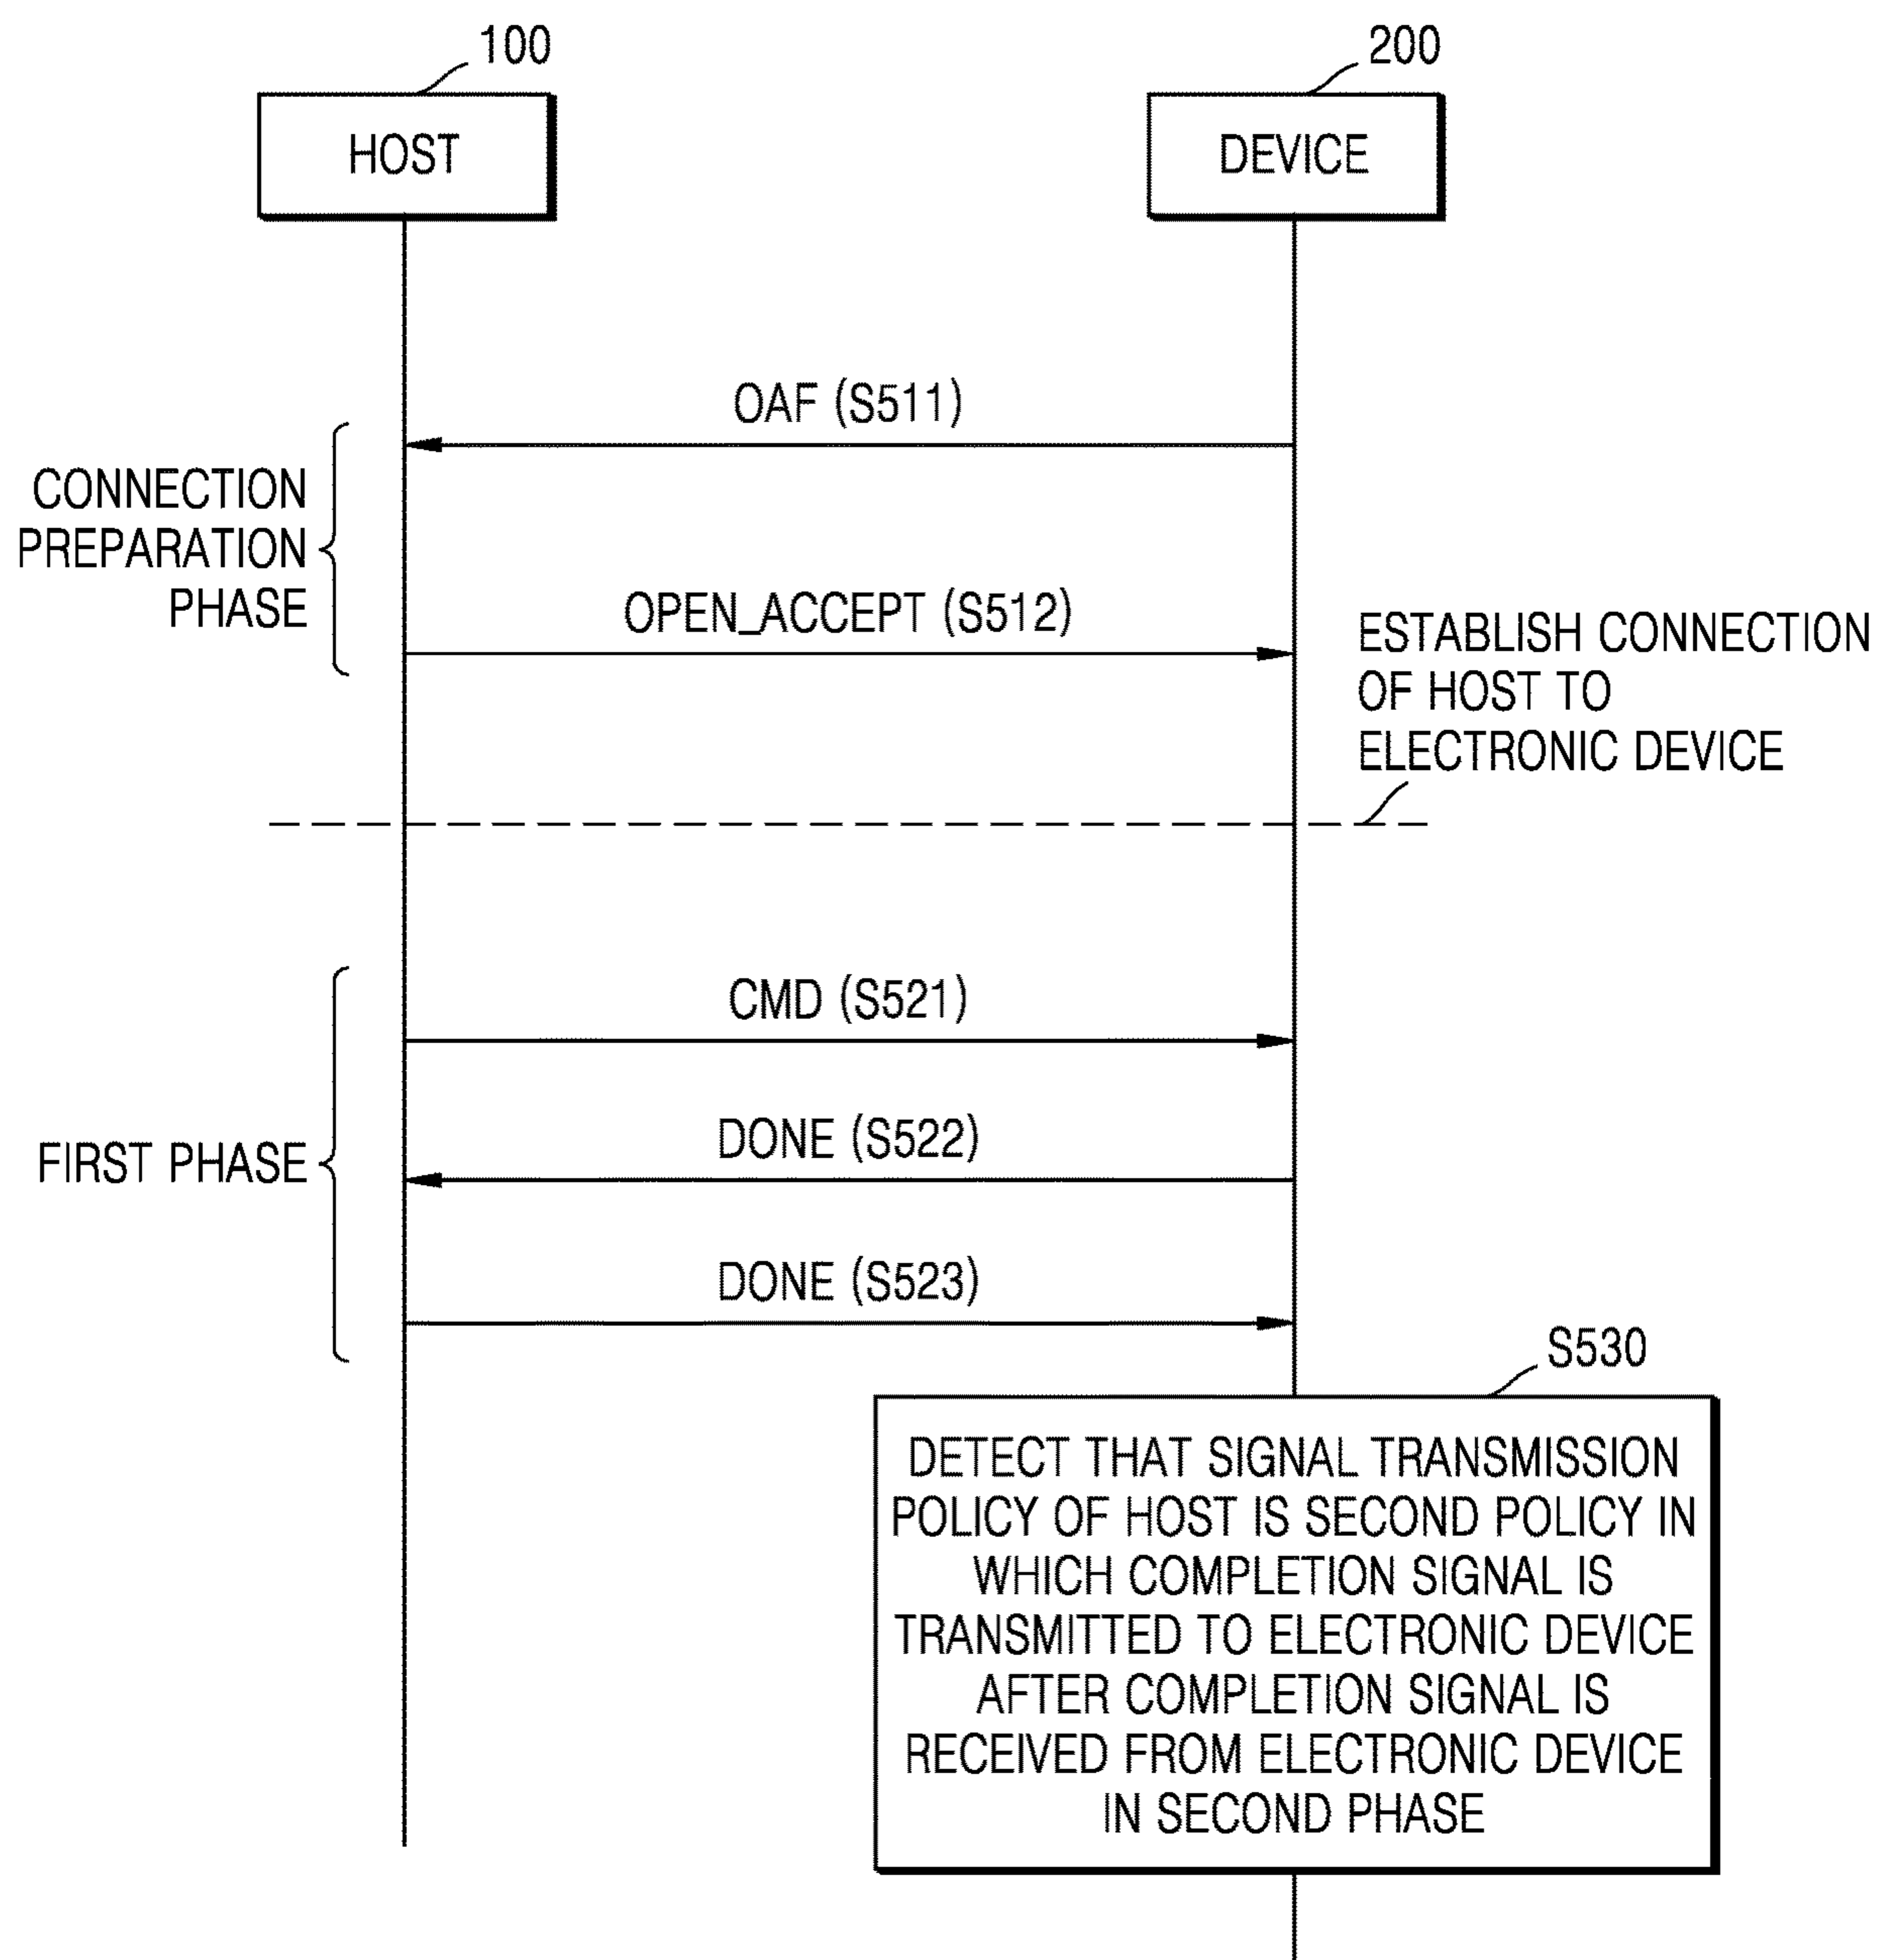 100
200
HOST
DEVICE
OAF (S511)
CONNECTION
PREPARATION
PHASE
OPEN_ACCEPT (S512)
ESTABLISH CONNECTION
OF HOST TO
ELECTRONIC DEVICE
CMD (S521)
DONE (S522)
FIRST PHASE
DONE (S523)
S530
DETECT THAT SIGNAL TRANSMISSION
POLICY OF HOST IS SECOND POLICY IN
WHICH COMPLETION SIGNAL IS
TRANSMITTED TO ELECTRONIC DEVICE
AFTER COMPLETION SIGNAL IS
RECEIVED FROM ELECTRONIC DEVICE
IN SECOND PHASE